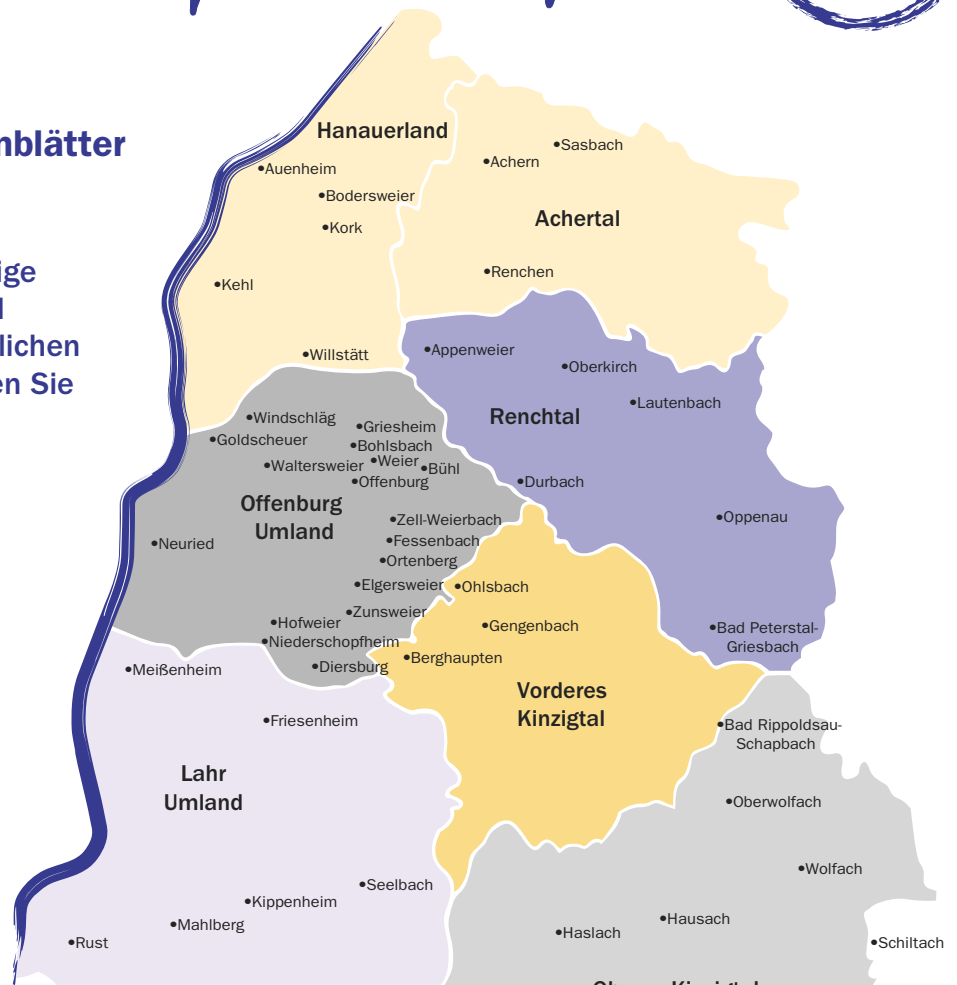 nblätter
ige
lichen
en Sie
Hanauerland
Auenheim
Bodersweier
Kork
Kehl
Willstätt
Sasbach
Achern
Achertal
Renchen
Appenweier
Oberkirch
Lautenbach
Renchtal
Durbach
Oppenau
Bad Peterstal-
Griesbach
Windschläg
Goldscheuer
Griesheim
Bohlsbach
Waltersweier
Weier
Bühl
Offenburg
Offenburg
Umland
Zell-Weierbach
Fessenbach
Neuried
Ortenberg
Elgersweier
Zunsweier
Hofweier
Niederschopfheim
Diersburg
Ohlsbach
Gengenbach
Berghaupten
Vorderes
Kinzigtal
Meißenheim
Friesenheim
Lahr
Umland
Seelbach
Kippenheim
Mahlberg
Rust
Bad Rippoldsau-
Schapbach
Oberwolfach
Wolfach
Hausach
Haslach
Schiltach